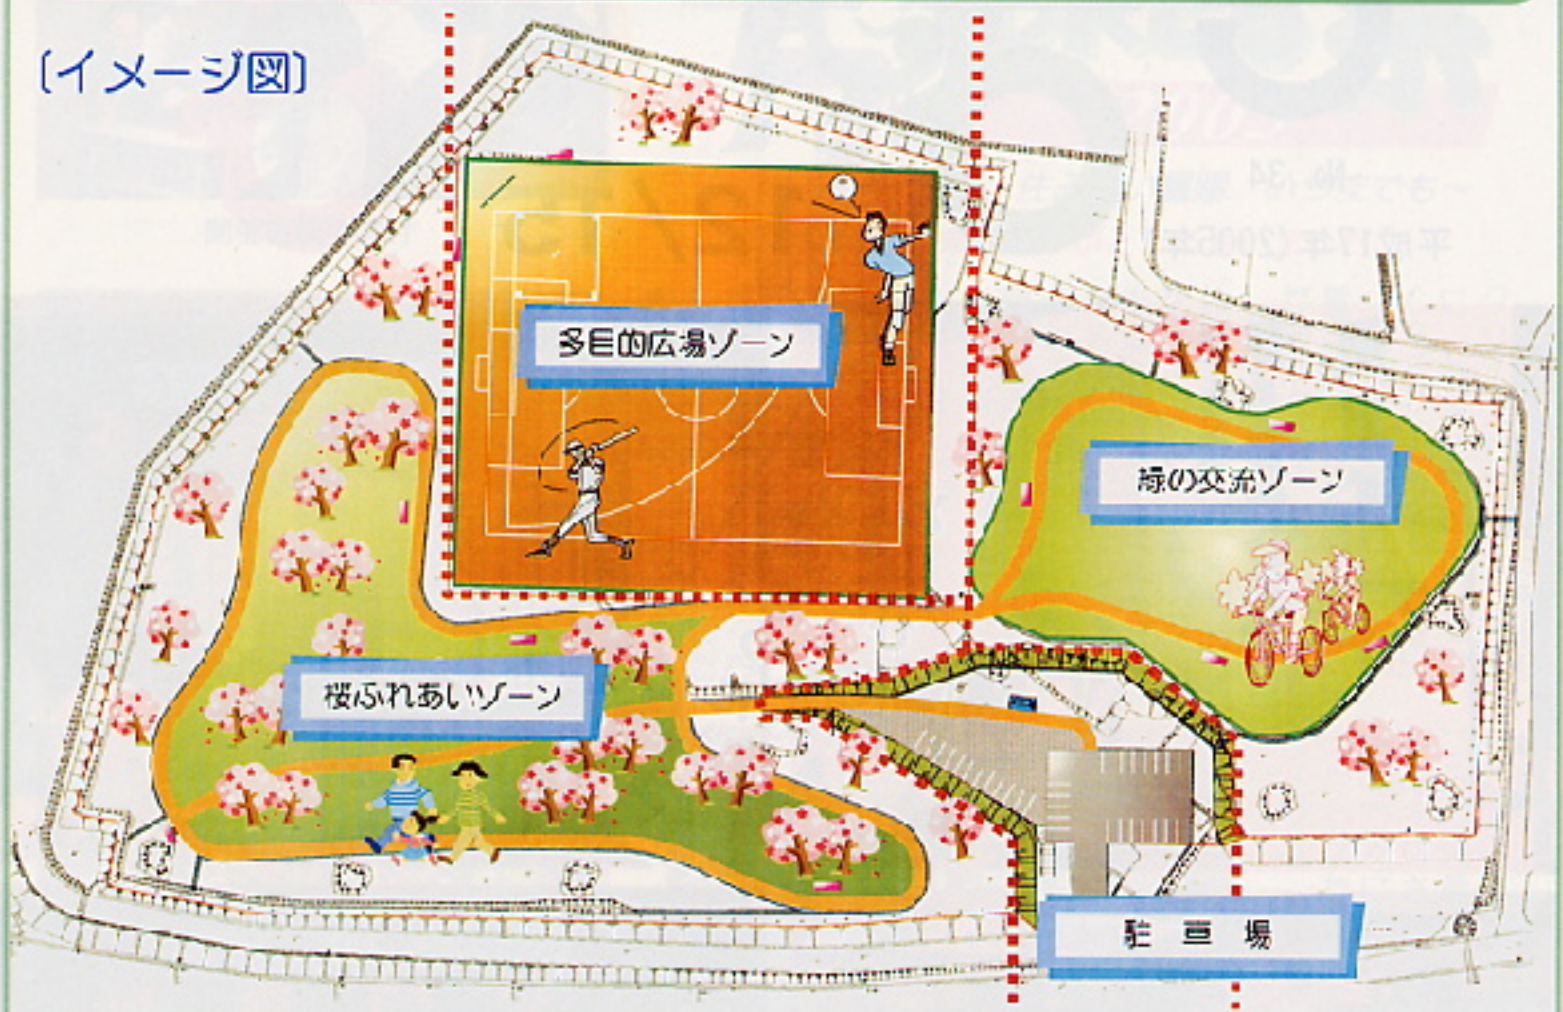 〔イメージ図〕
多目的広場ゾーン
緑の交流ゾーン
桜ふれあいゾーン
駐車場